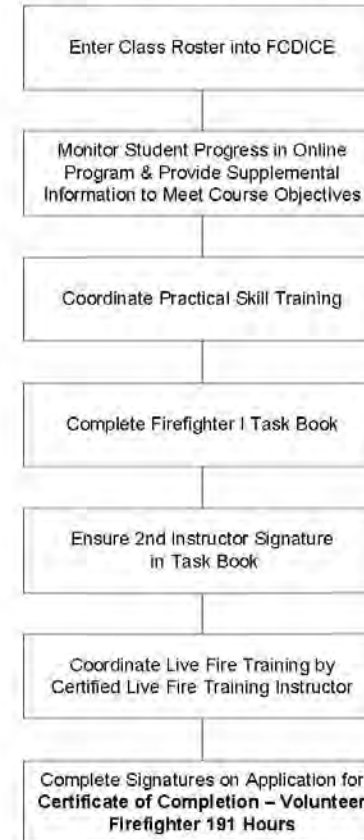 Enter Class Roster into FCDICE
Monitor Student Progress in Online
Program & Provide Supplemental
Information to Meet Course Objectives
Coordinate Practical Skill Training
Complete Firefighter I Task Book
Ensure 2nd Instructor Signature
in Task Book
Coordinate Live Fire Training by
Certified Live Fire Training Instructor
Complete Signatures on Application for
Certificate of Completion – Volunteer
Firefighter 191 Hours